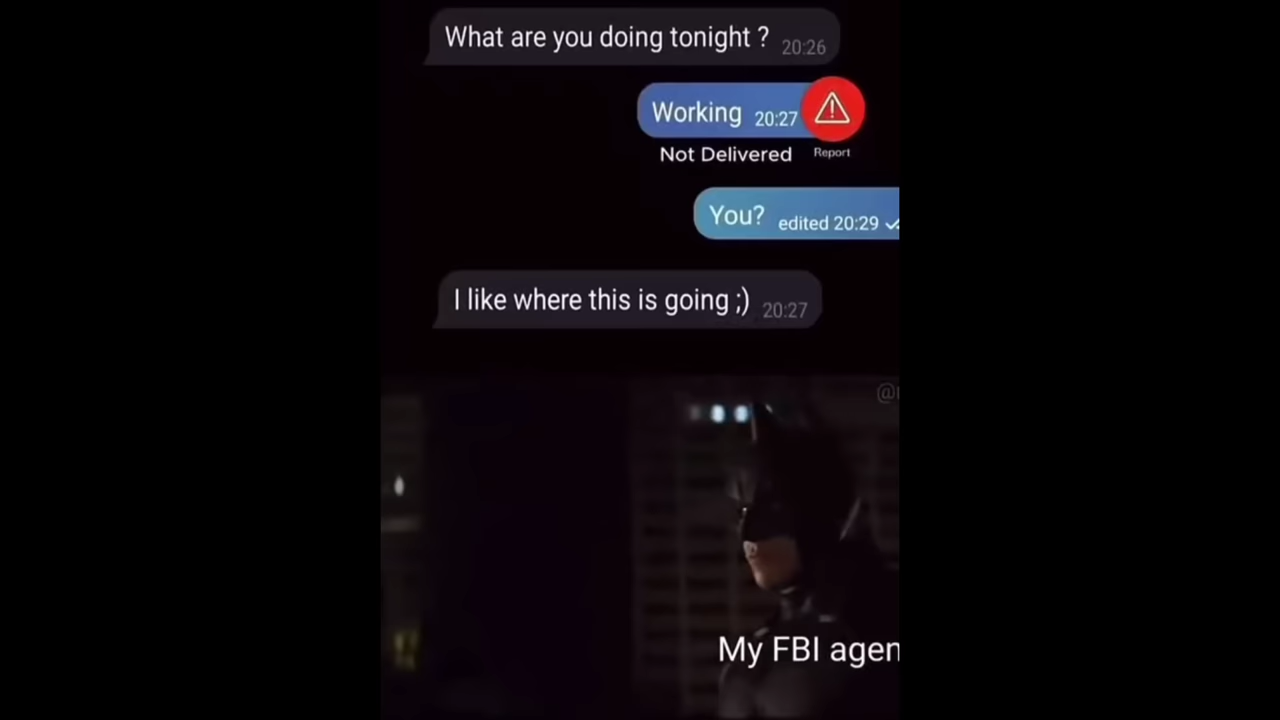 What are you doing tonight ? 20:26
Working 20:27
Not Delivered Report
You? edited 20:29
I like where this is going ;) 20:27
My FBI agen